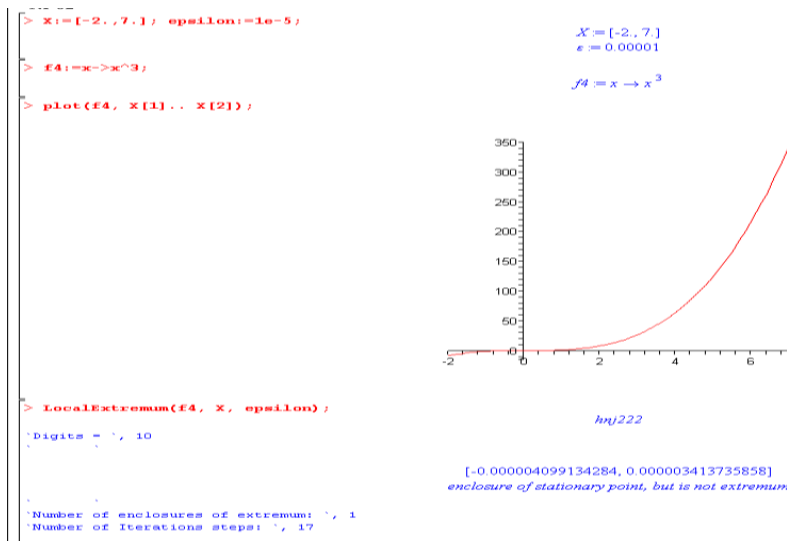 > X:=[-2.,7.]; epsilon:=1e-5;
X := [-2., 7.]
ε := 0.00001
> f4:=x->x^3;
f4 := x → x³
> plot(f4, X[1].. X[2]);
350
300
250
200
150
100
50
0
-2 0 2 4 6
> LocalExtremum(f4, X, epsilon);
hnj222
`Digits = `, 10
` `
[-0.000004099134284, 0.000003413735858]
enclosure of stationary point, but is not extremum
` `
`Number of enclosures of extremum: `, 1
`Number of Iterations steps: `, 17